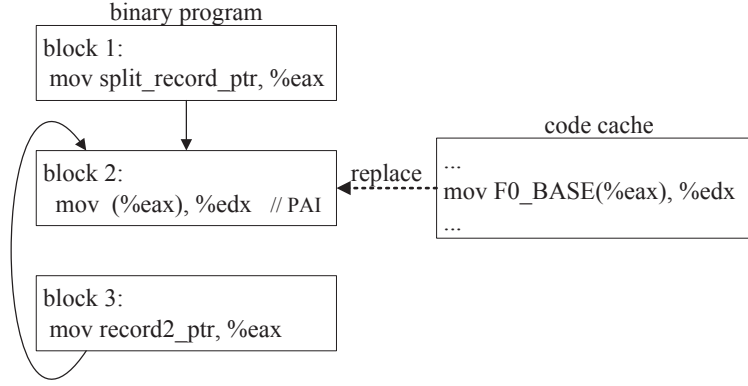 binary program
block 1:
mov split_record_ptr, %eax
code cache
block 2:
mov (%eax), %edx // PAI
replace
...
mov F0_BASE(%eax), %edx
...
block 3:
mov record2_ptr, %eax